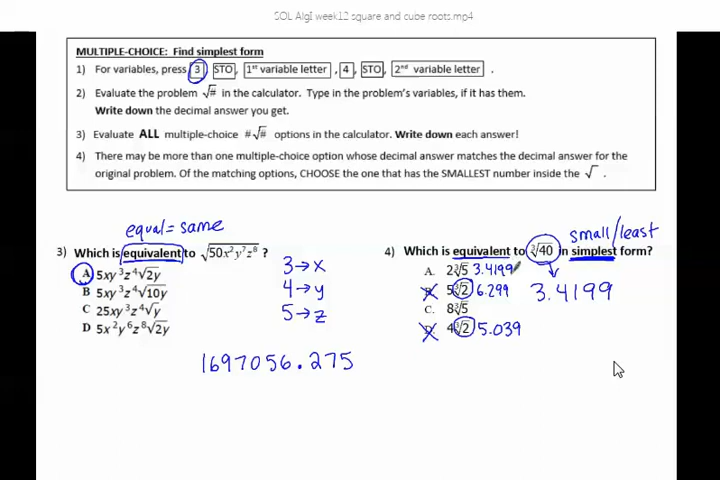 SOL AlgI week12 square and cube roots.mp4
MULTIPLE-CHOICE: Find simplest form
1) For variables, press 3 STO, 1st variable letter, 4, STO, 2nd variable letter.
2) Evaluate the problem √# in the calculator. Type in the problem's variables, if it has them.
Write down the decimal answer you get.
3) Evaluate ALL multiple-choice #√# options in the calculator. Write down each answer!
4) There may be more than one multiple-choice option whose decimal answer matches the decimal answer for the
original problem. Of the matching options, CHOOSE the one that has the SMALLEST number inside the √ .
equal = same
3) Which is equivalent to √50x²y⁷z⁸ ?
A 5xy³z⁴√2y
B 5xy³z⁴√10y
C 25xy³z⁴√y
D 5x²y⁶z⁸√2y
3→x
4→y
5→z
1697056.275
small/least
4) Which is equivalent to ∛40 in simplest form?
A. 2∛5 3.4199
B. 5∛2 6.299
C. 8∛5
D. 4∛2 5.039
3.4199